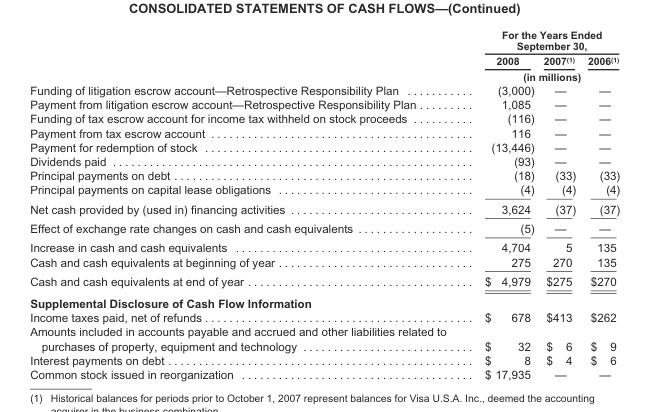 CONSOLIDATED STATEMENTS OF CASH FLOWS—(Continued)
For the Years Ended
September 30,
2008 2007(1) 2006(1)
(in millions)
Funding of litigation escrow account—Retrospective Responsibility Plan . . . . . . . . . . (3,000) — —
Payment from litigation escrow account—Retrospective Responsibility Plan . . . . . . . . 1,085 — —
Funding of tax escrow account for income tax withheld on stock proceeds . . . . . . . . . (116) — —
Payment from tax escrow account . . . . . . . . . . 116 — —
Payment for redemption of stock . . . . . . . . . . (13,446) — —
Dividends paid . . . . . . . . . . (93) — —
Principal payments on debt . . . . . . . . . . (18) (33) (33)
Principal payments on capital lease obligations . . . . . . . . . . (4) (4) (4)
Net cash provided by (used in) financing activities . . . . . . . . . . 3,624 (37) (37)
Effect of exchange rate changes on cash and cash equivalents . . . . . . . . . . (5) — —
Increase in cash and cash equivalents . . . . . . . . . . 4,704 5 135
Cash and cash equivalents at beginning of year . . . . . . . . . . 275 270 135
Cash and cash equivalents at end of year . . . . . . . . . . $ 4,979 $275 $270
Supplemental Disclosure of Cash Flow Information
Income taxes paid, net of refunds . . . . . . . . . . $ 678 $413 $262
Amounts included in accounts payable and accrued and other liabilities related to
purchases of property, equipment and technology . . . . . . . . . . $ 32 $ 6 $ 9
Interest payments on debt . . . . . . . . . . $ 8 $ 4 $ 6
Common stock issued in reorganization . . . . . . . . . . $ 17,935 — —
(1) Historical balances for periods prior to October 1, 2007 represent balances for Visa U.S.A. Inc., deemed the accounting
acquirer in the business combination.